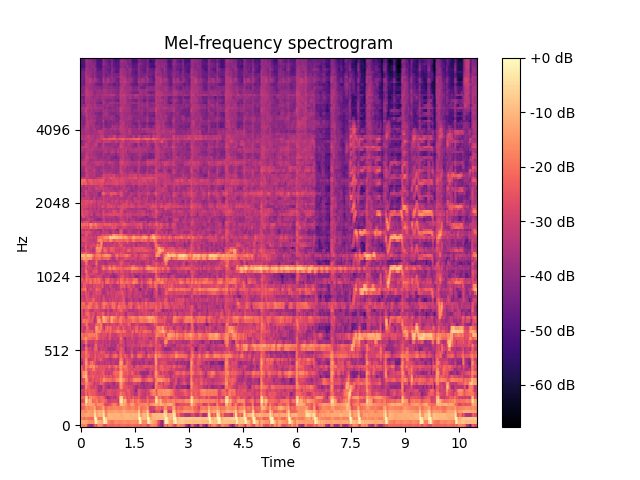 Mel-frequency spectrogram
Hz
4096
2048
1024
512
0
0 1.5 3 4.5 6 7.5 9 10
Time
+0 dB
-10 dB
-20 dB
-30 dB
-40 dB
-50 dB
-60 dB